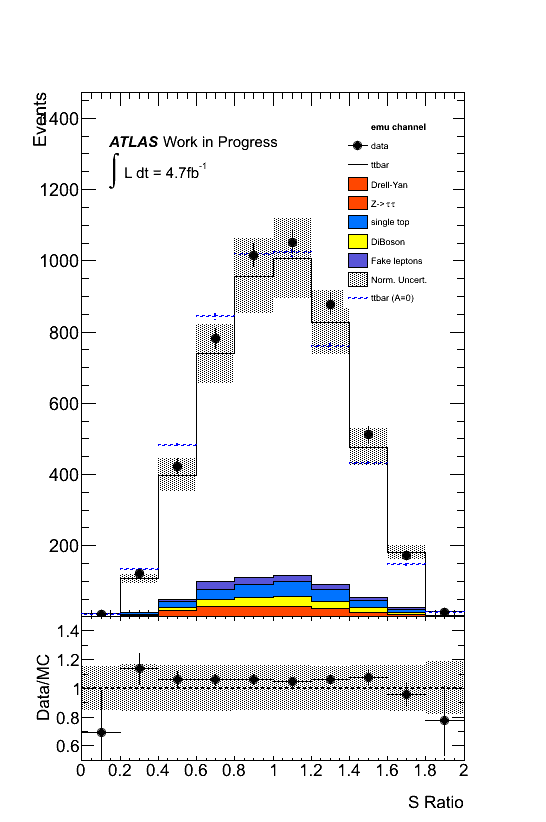 Events
1400
1200
1000
800
600
400
200
ATLAS Work in Progress
∫ L dt = 4.7fb⁻¹
emu channel
data
ttbar
Drell-Yan
Z->ττ
single top
DiBoson
Fake leptons
Norm. Uncert.
ttbar (A=0)
Data/MC
1.4
1.2
1
0.8
0.6
0 0.2 0.4 0.6 0.8 1 1.2 1.4 1.6 1.8 2
S Ratio